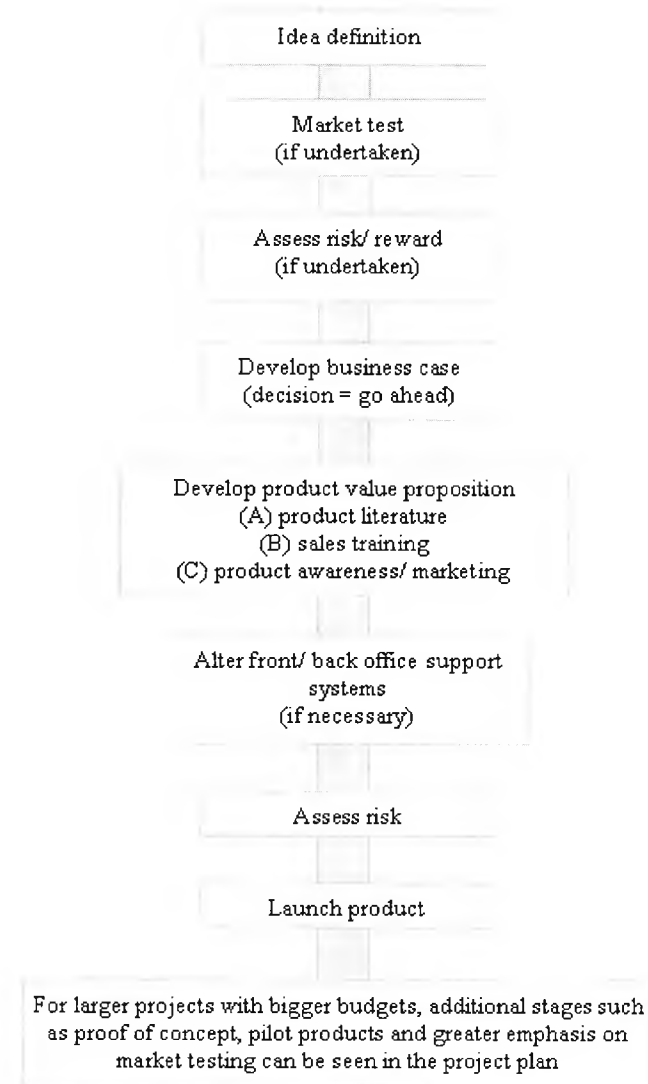 Idea definition
Market test
(if undertaken)
Assess risk/ reward
(if undertaken)
Develop business case
(decision = go ahead)
Develop product value proposition
(A) product literature
(B) sales training
(C) product awareness/ marketing
Alter front/ back office support
systems
(if necessary)
Assess risk
Launch product
For larger projects with bigger budgets, additional stages such
as proof of concept, pilot products and greater emphasis on
market testing can be seen in the project plan